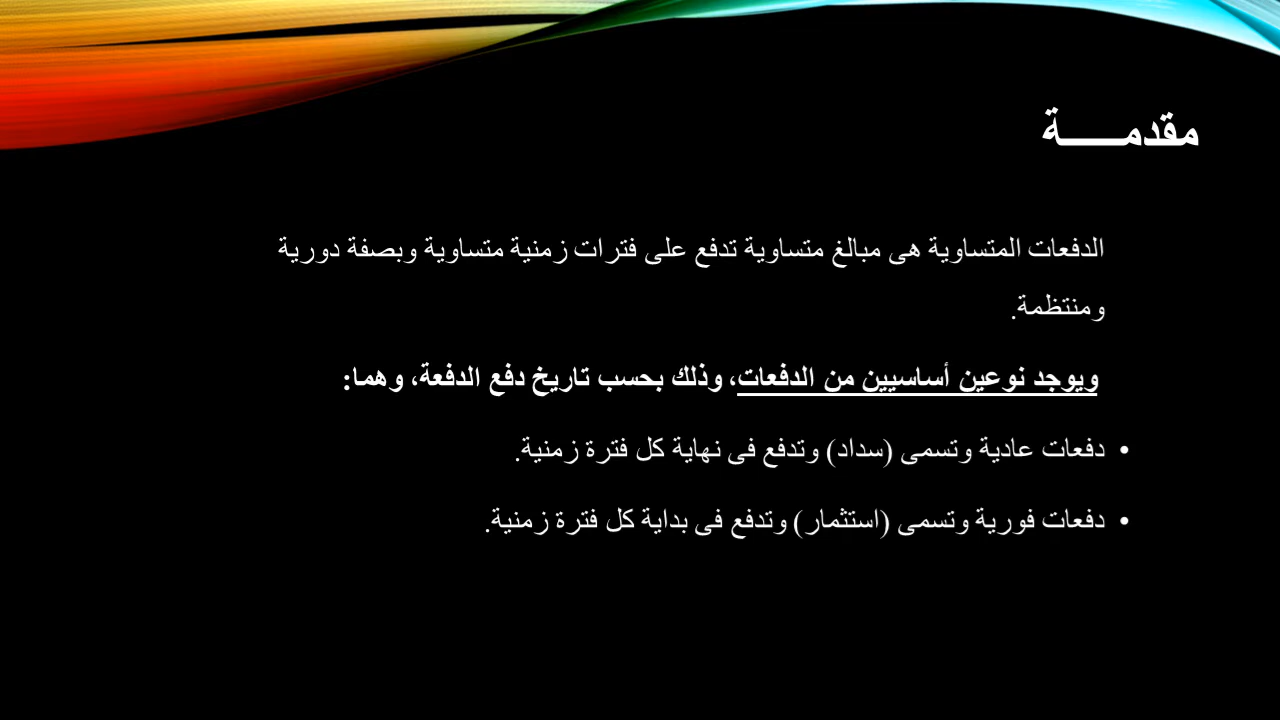 مقدمـــــة
الدفعات المتساوية هى مبالغ متساوية تدفع على فترات زمنية متساوية وبصفة دورية
ومنتظمة.
ويوجد نوعين أساسيين من الدفعات، وذلك بحسب تاريخ دفع الدفعة، وهما:
• دفعات عادية وتسمى (سداد) وتدفع فى نهاية كل فترة زمنية.
• دفعات فورية وتسمى (استثمار) وتدفع فى بداية كل فترة زمنية.